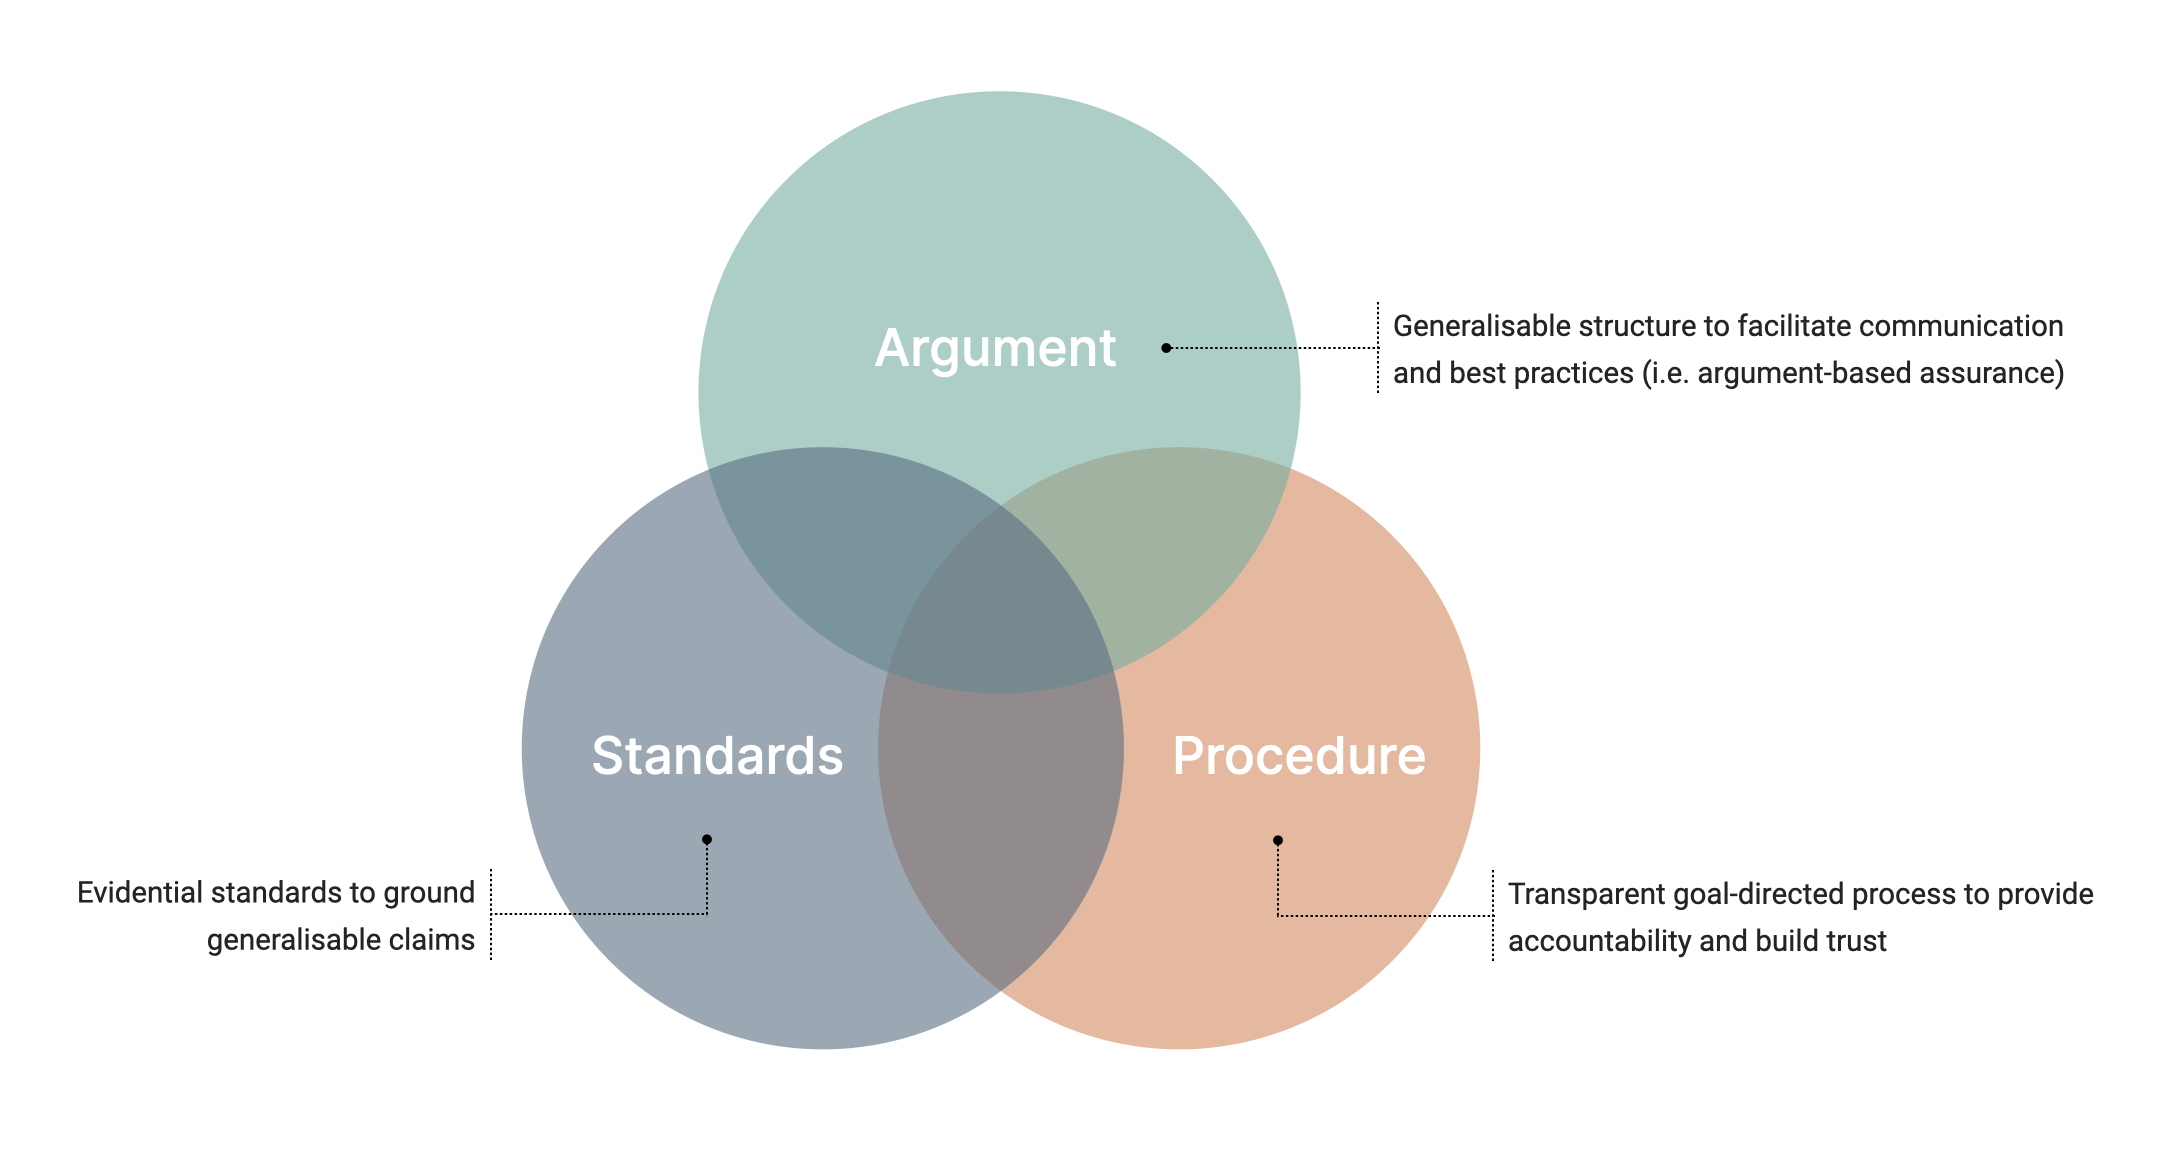 Argument
Generalisable structure to facilitate communication
and best practices (i.e. argument-based assurance)
Standards
Procedure
Evidential standards to ground
generalisable claims
Transparent goal-directed process to provide
accountability and build trust